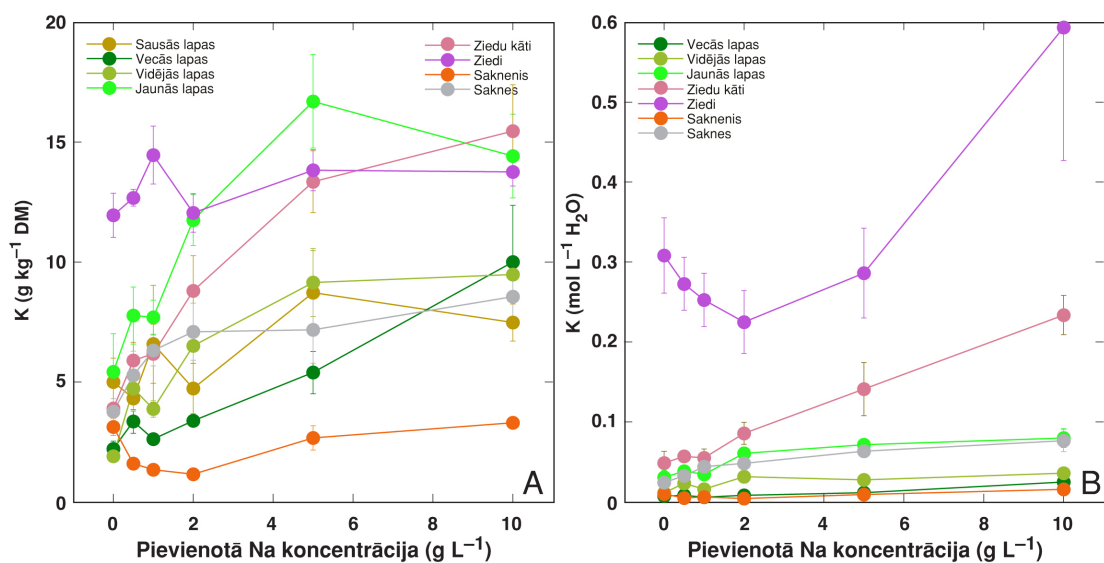 20
15
10
5
0
K (g kg⁻¹ DM)
Sausās lapas
Vecās lapas
Vidējās lapas
Jaunās lapas
Ziedu kāti
Ziedi
Saknenis
Saknes
A
0 2 4 6 8 10
Pievienotā Na koncentrācija (g L⁻¹)
0.6
0.5
0.4
0.3
0.2
0.1
0
K (mol L⁻¹ H₂O)
Vecās lapas
Vidējās lapas
Jaunās lapas
Ziedu kāti
Ziedi
Saknenis
Saknes
B
0 2 4 6 8 10
Pievienotā Na koncentrācija (g L⁻¹)